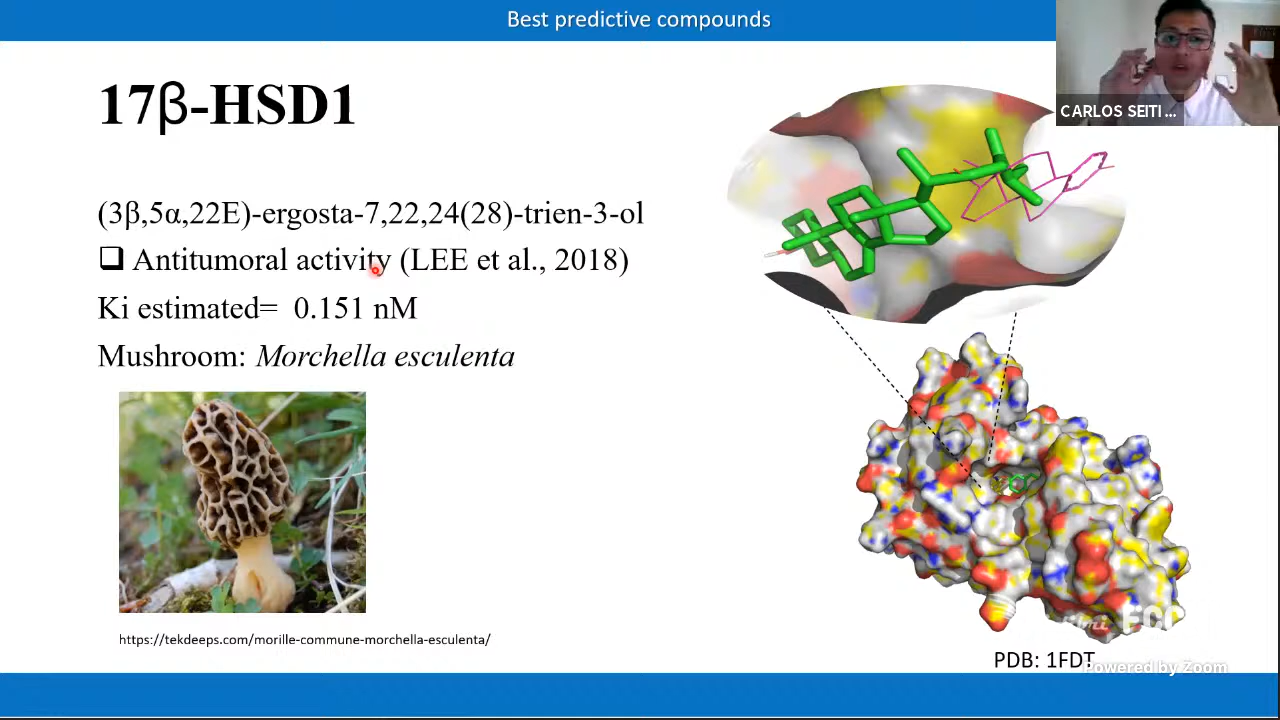 Best predictive compounds
CARLOS SEITI ...
17β-HSD1
(3β,5α,22E)-ergosta-7,22,24(28)-trien-3-ol
❑ Antitumoral activity (LEE et al., 2018)
Ki estimated= 0.151 nM
Mushroom: Morchella esculenta
https://tekdeeps.com/morille-commune-morchella-esculenta/
PDB: 1FDT
Powered by Zoom